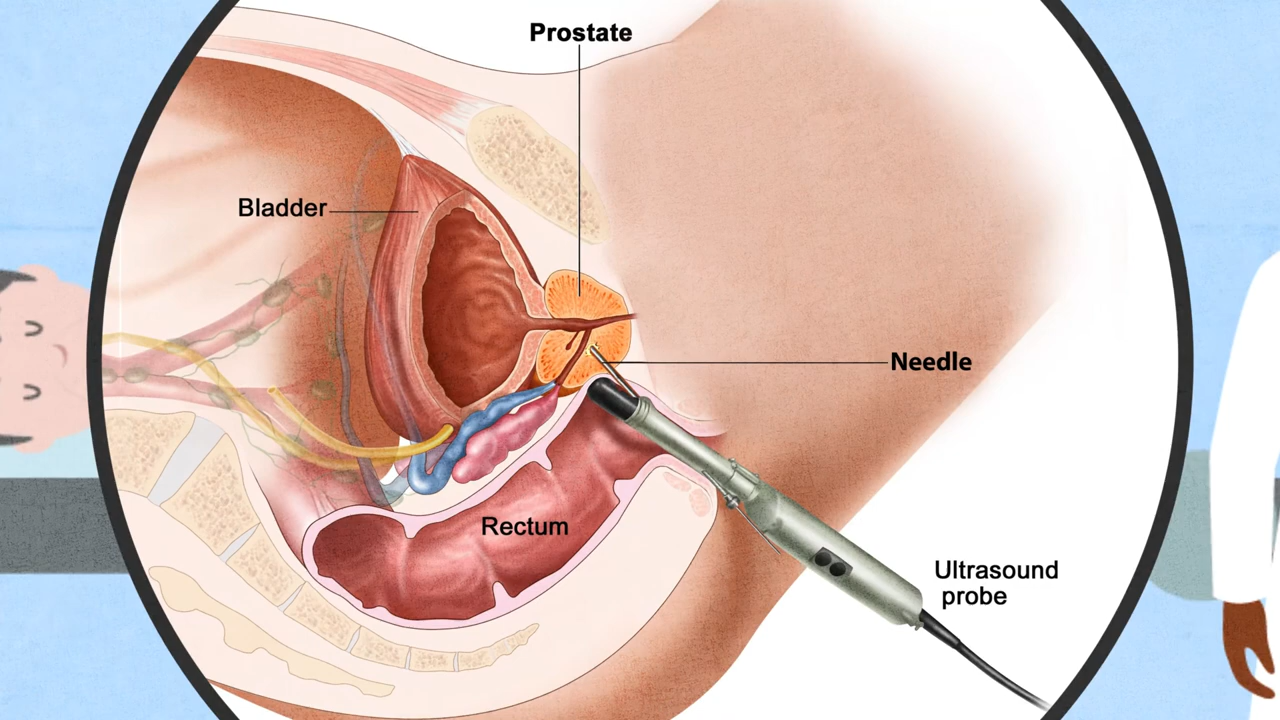 Prostate
Bladder
Needle
Rectum
Ultrasound
probe